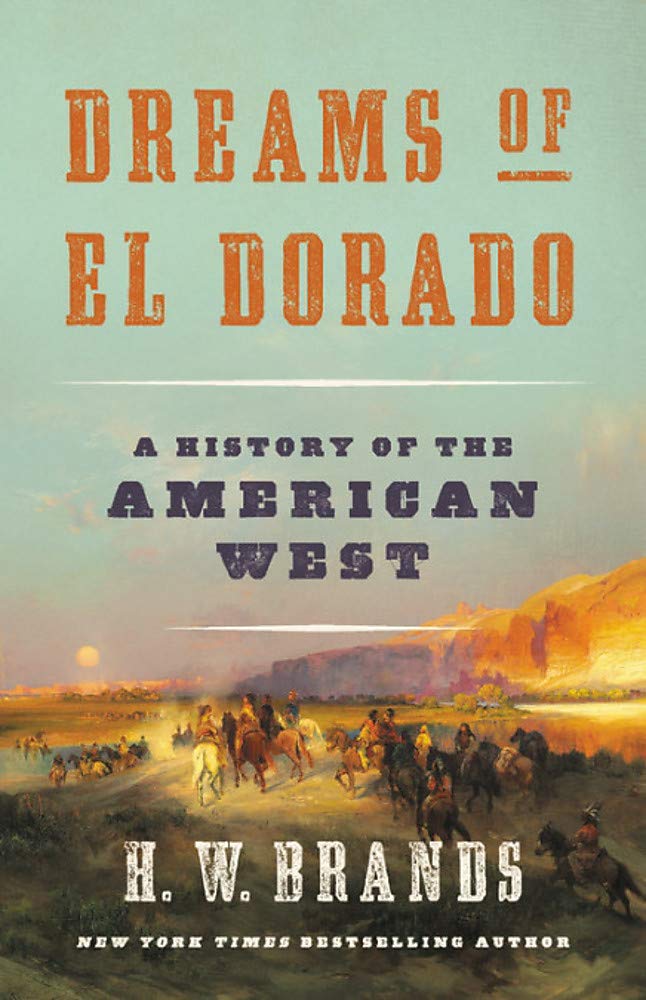 DREAMS OF
EL DORADO
A HISTORY OF THE
AMERICAN
WEST
H. W. BRANDS
NEW YORK TIMES BESTSELLING AUTHOR